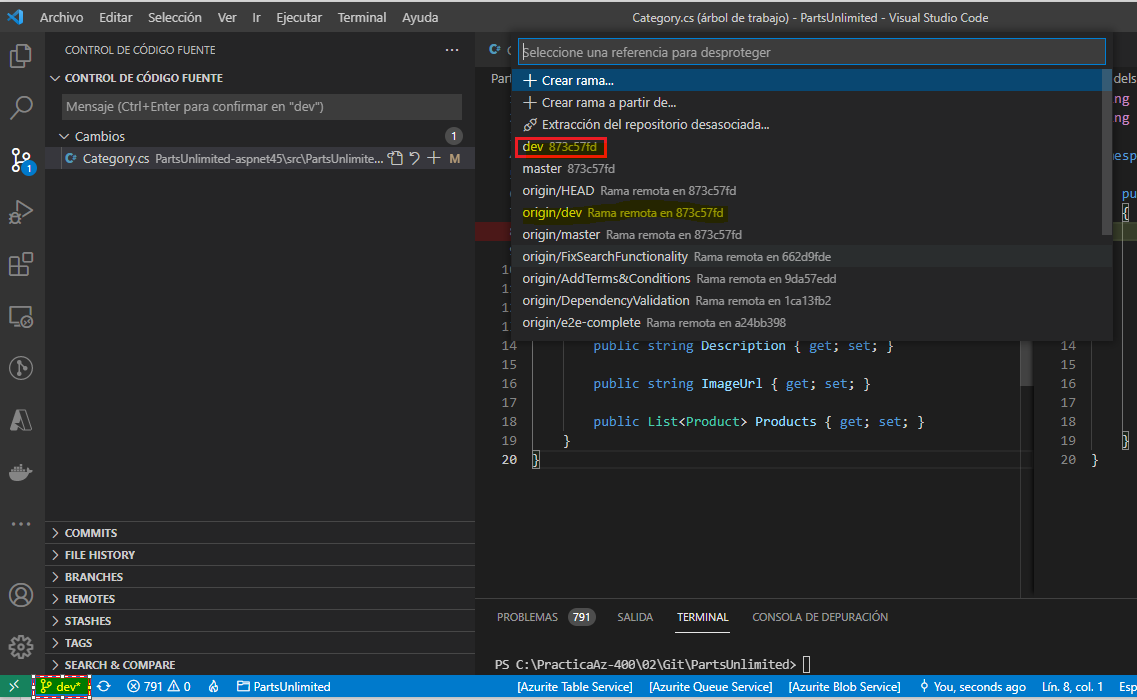 Archivo Editar Selección Ver Ir Ejecutar Terminal Ayuda
Category.cs (árbol de trabajo) - PartsUnlimited - Visual Studio Code
CONTROL DE CÓDIGO FUENTE ···
CONTROL DE CÓDIGO FUENTE
Mensaje (Ctrl+Enter para confirmar en "dev")
Cambios 1
C# Category.cs PartsUnlimited-aspnet45\src\PartsUnlimite... M
1
COMMITS
FILE HISTORY
BRANCHES
REMOTES
STASHES
TAGS
SEARCH & COMPARE
Seleccione una referencia para desproteger
Crear rama...
Crear rama a partir de...
Extracción del repositorio desasociada...
dev 873c57fd
master 873c57fd
origin/HEAD Rama remota en 873c57fd
origin/dev Rama remota en 873c57fd
origin/master Rama remota en 873c57fd
origin/FixSearchFunctionality Rama remota en 662d9fde
origin/AddTerms&Conditions Rama remota en 9da57edd
origin/DependencyValidation Rama remota en 1ca13fb2
origin/e2e-complete Rama remota en a24bb398
14 public string Description { get; set; } 14
15 15
16 public string ImageUrl { get; set; } 16
17 17
18 public List<Product> Products { get; set; } 18
19 } 19 }
20 } 20 }
PROBLEMAS 791 SALIDA TERMINAL CONSOLA DE DEPURACIÓN
PS C:\PracticaAz-400\02\Git\PartsUnlimited>
dev* 791 0 PartsUnlimited [Azurite Table Service] [Azurite Queue Service] [Azurite Blob Service] You, seconds ago Lín. 8, col. 1 Esp